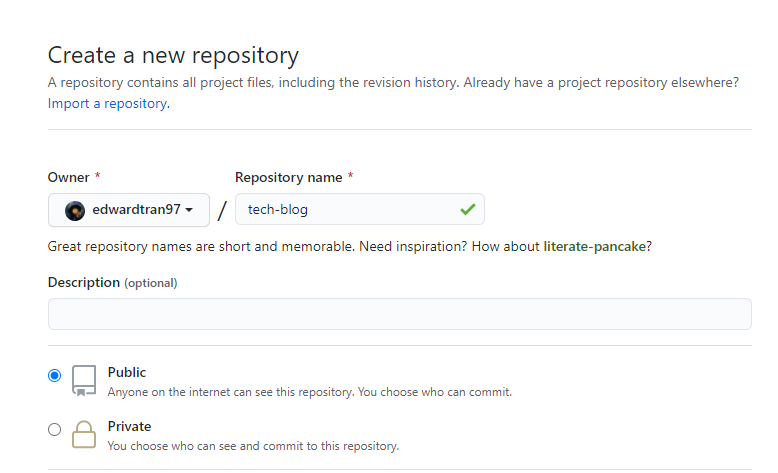 Create a new repository
A repository contains all project files, including the revision history. Already have a project repository elsewhere?
Import a repository.
Owner * Repository name *
edwardtran97 / tech-blog
Great repository names are short and memorable. Need inspiration? How about literate-pancake?
Description (optional)
Public
Anyone on the internet can see this repository. You choose who can commit.
Private
You choose who can see and commit to this repository.